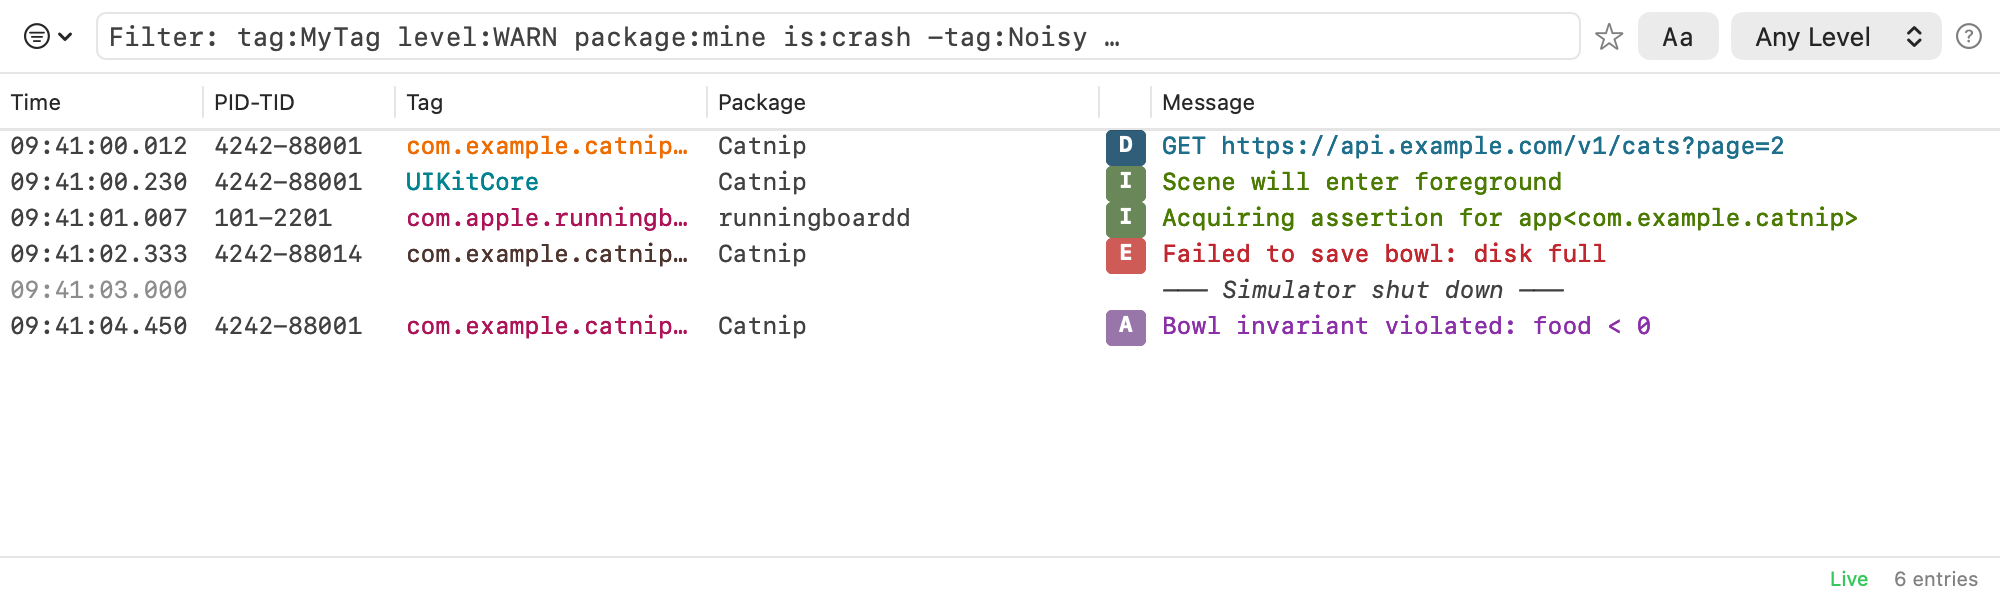 Filter: tag:MyTag level:WARN package:mine is:crash -tag:Noisy …
Aa
Any Level
?
Time PID-TID Tag Package Message
09:41:00.012 4242-88001 com.example.catnip… Catnip D GET https://api.example.com/v1/cats?page=2
09:41:00.230 4242-88001 UIKitCore Catnip I Scene will enter foreground
09:41:01.007 101-2201 com.apple.runningb… runningboardd I Acquiring assertion for app<com.example.catnip>
09:41:02.333 4242-88014 com.example.catnip… Catnip E Failed to save bowl: disk full
09:41:03.000 ─── Simulator shut down ───
09:41:04.450 4242-88001 com.example.catnip… Catnip A Bowl invariant violated: food < 0
Live 6 entries